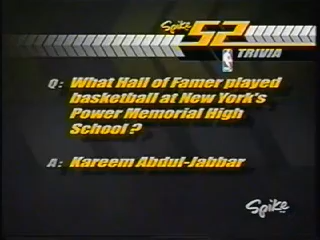 Spike 52
TRIVIA
Q: What Hall of Famer played
basketball at New York's
Power Memorial High
School ?
A: Kareem Abdul-Jabbar
Spike